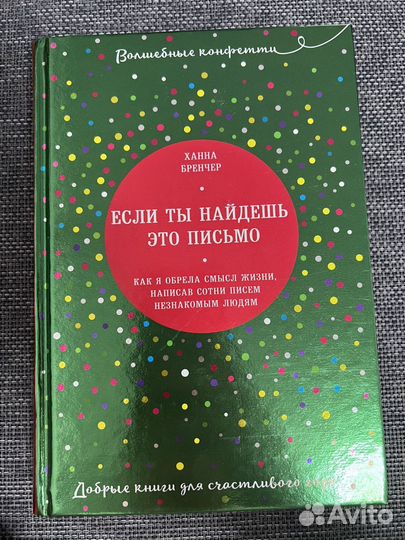 Волшебные конфетти
ХАННА
БРЕНЧЕР
ЕСЛИ ТЫ НАЙДЕШЬ
ЭТО ПИСЬМО
КАК Я ОБРЕЛА СМЫСЛ ЖИЗНИ,
НАПИСАВ СОТНИ ПИСЕМ
НЕЗНАКОМЫМ ЛЮДЯМ
Добрые книги для счастливого
Avito